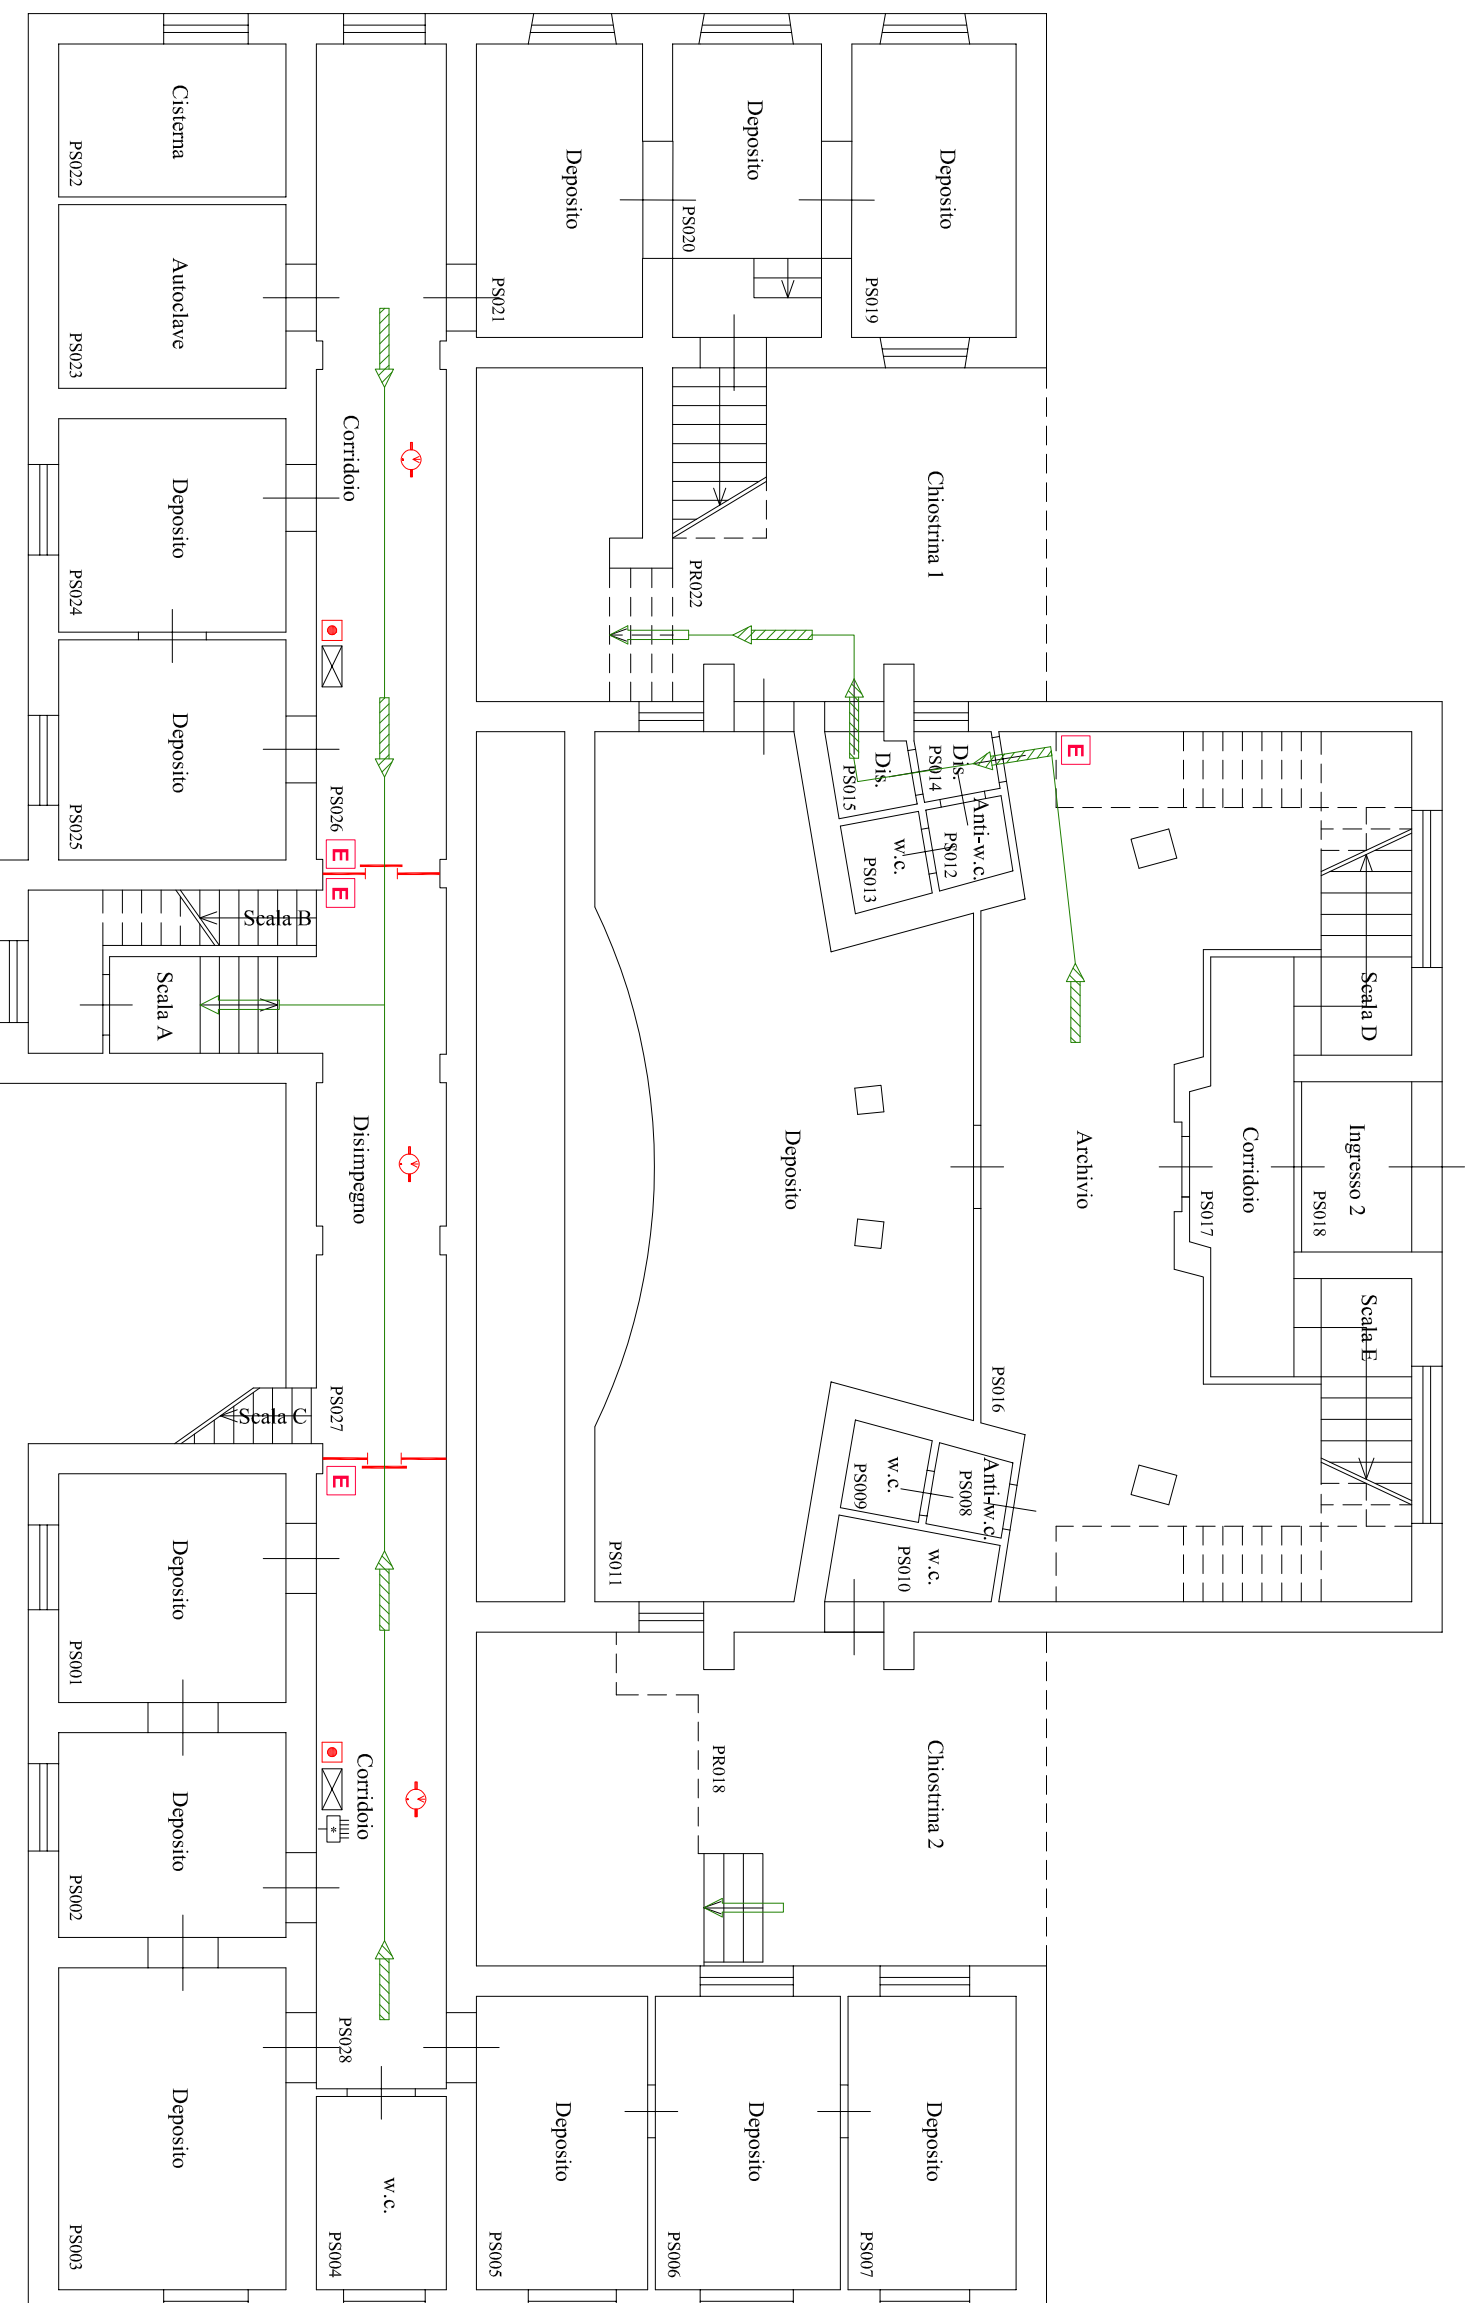 Cisterna
PS022
Autoclave
PS023
Deposito
PS024
Deposito
PS025
Corridoio
PS026
E
E
Deposito
PS021
Deposito
PS020
Deposito
PS019
Chiostrina 1
PR022
Dis.
PS015
Dis.
PS014
Anti-w.c.
PS012
w.c.
PS013
E
Scala B
Scala A
Scala D
Disimpegno
PS027
Scala C
Deposito
PS011
Archivio
PS016
Corridoio
PS017
Ingresso 2
PS018
Scala E
E
w.c.
PS009
Anti-w.c.
PS008
w.c.
PS010
Deposito
PS001
Deposito
PS002
Deposito
PS003
Corridoio
*
PS028
w.c.
PS004
Chiostrina 2
PR018
Deposito
PS005
Deposito
PS006
Deposito
PS007